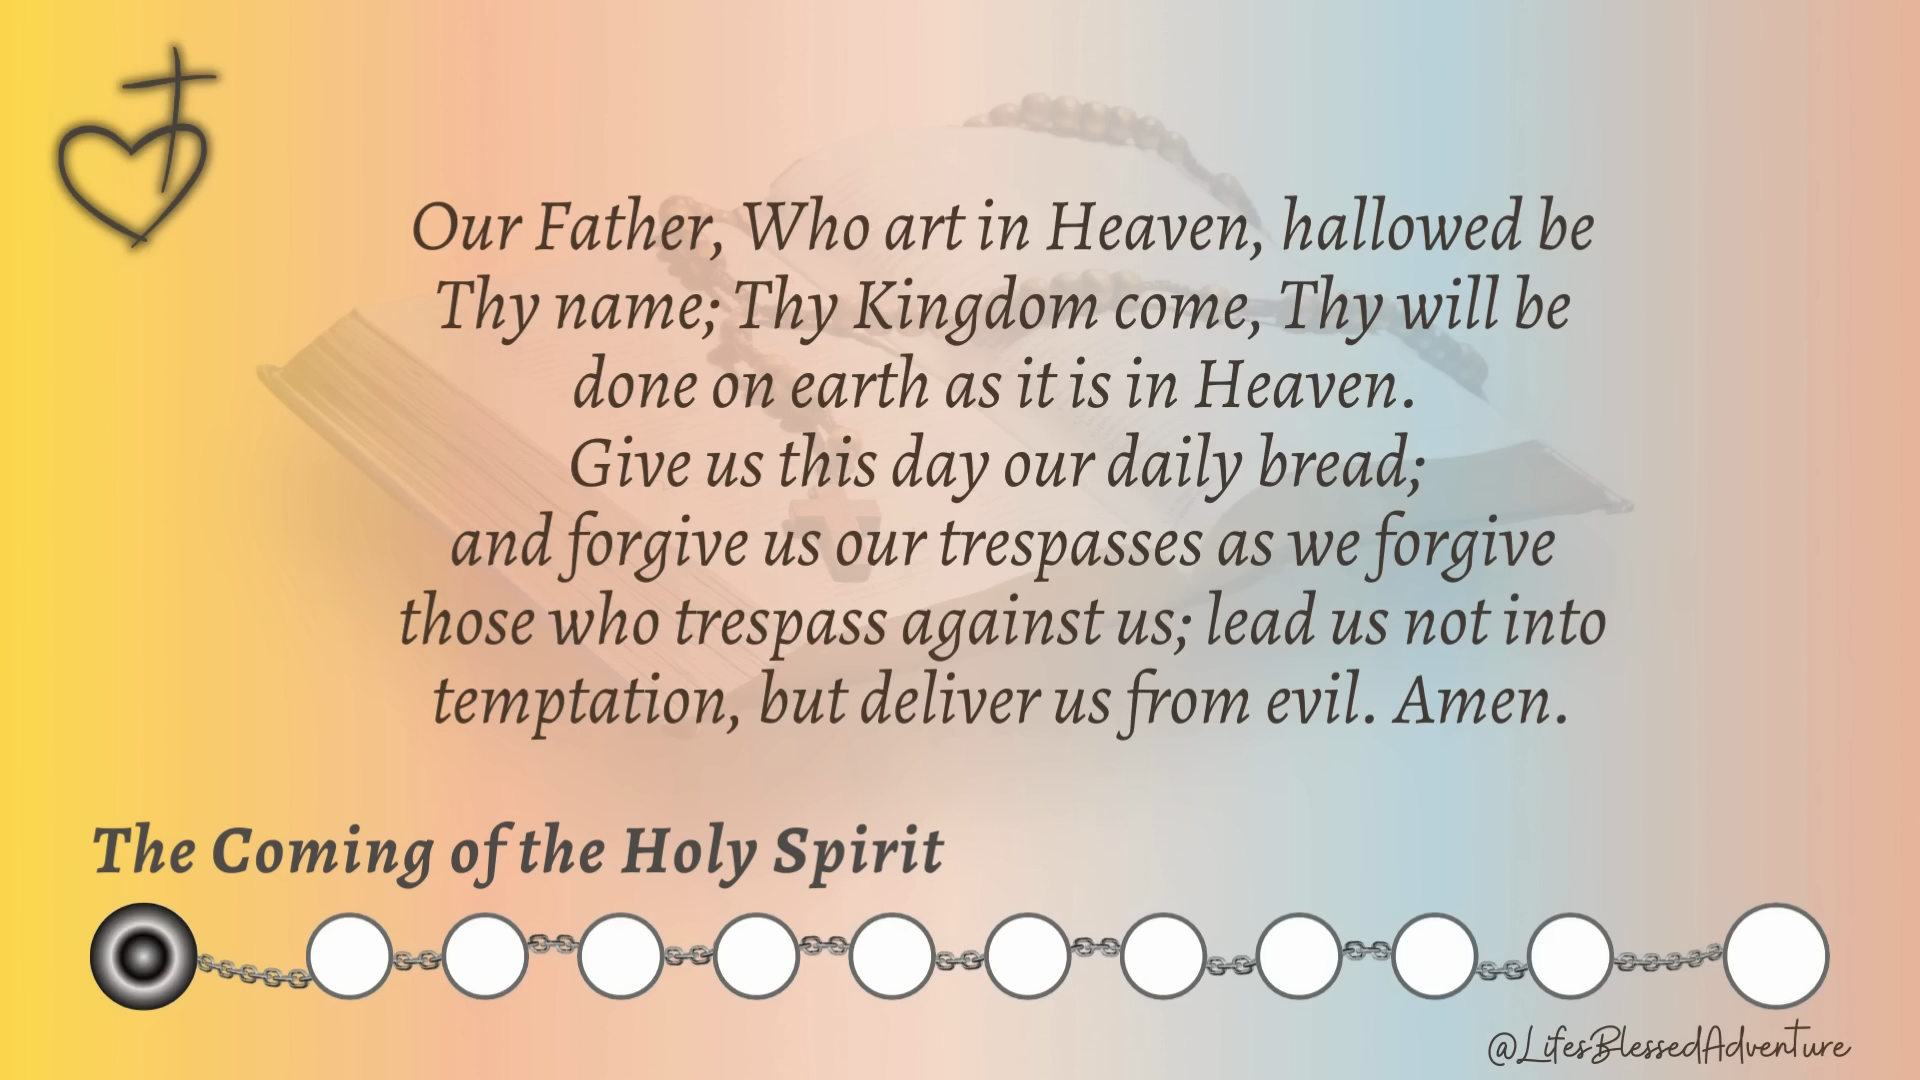 Our Father, Who art in Heaven, hallowed be
Thy name; Thy Kingdom come, Thy will be
done on earth as it is in Heaven.
Give us this day our daily bread;
and forgive us our trespasses as we forgive
those who trespass against us; lead us not into
temptation, but deliver us from evil. Amen.
The Coming of the Holy Spirit
@LifesBlessedAdventure